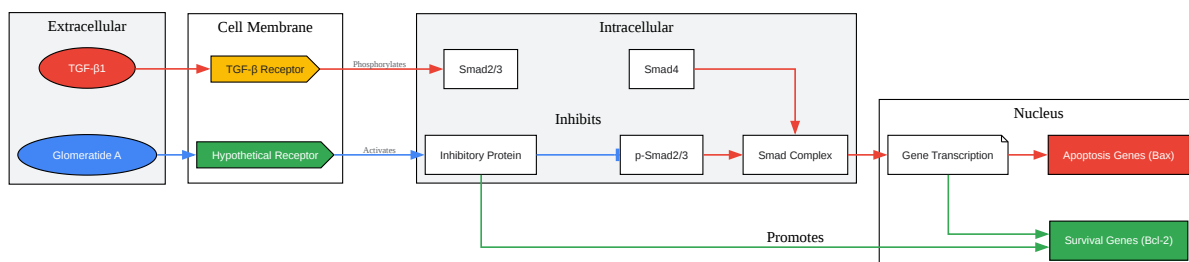 Extracellular
Cell Membrane
Intracellular
TGF-β1
TGF-β Receptor
Phosphorylates
Smad2/3
Smad4
Inhibits
Nucleus
Glomeratide A
Hypothetical Receptor
Activates
Inhibitory Protein
p-Smad2/3
Smad Complex
Gene Transcription
Apoptosis Genes (Bax)
Promotes
Survival Genes (Bcl-2)